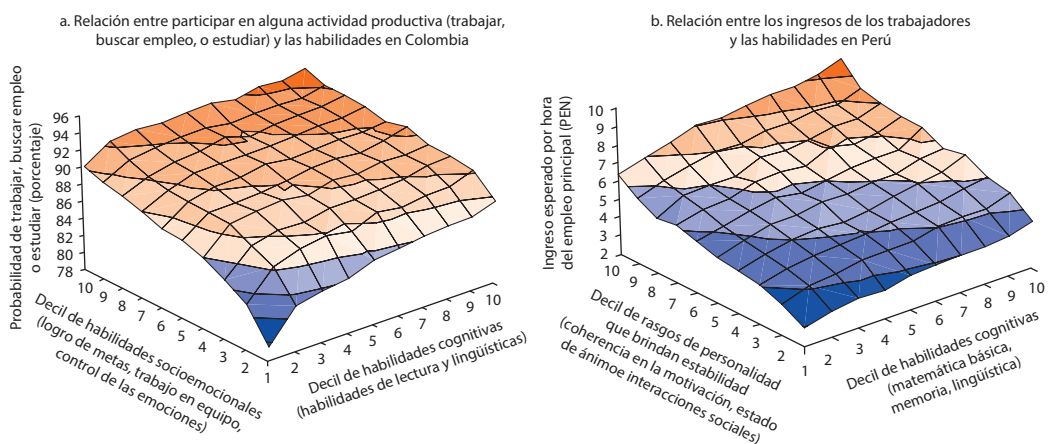 a. Relación entre participar en alguna actividad productiva (trabajar,
buscar empleo, o estudiar) y las habilidades en Colombia
Probabilidad de trabajar, buscar empleo
o estudiar (porcentaje)
96
94
92
90
88
86
84
82
80
78
10 9 8 7 6 5 4 3 2 1
Decil de habilidades socioemocionales
(logro de metas, trabajo en equipo,
control de las emociones)
2 3 4 5 6 7 8 9 10
Decil de habilidades cognitivas
(habilidades de lectura y lingüísticas)
b. Relación entre los ingresos de los trabajadores
y las habilidades en Perú
Ingreso esperado por hora
del empleo principal (PEN)
10
9
8
7
6
5
4
3
2
10 9 8 7 6 5 4 3 2 1
Decil de rasgos de personalidad
que brindan estabilidad
(coherencia en la motivación, estado
de ánimoe interacciones sociales)
2 3 4 5 6 7 8 9 10
Decil de habilidades cognitivas
(matemática básica,
memoria, lingüística)